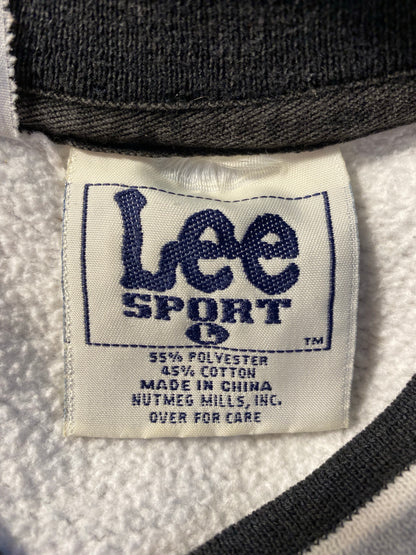 Lee
SPORT
L
TM
55% POLYESTER
45% COTTON
MADE IN CHINA
NUTMEG MILLS, INC.
OVER FOR CARE